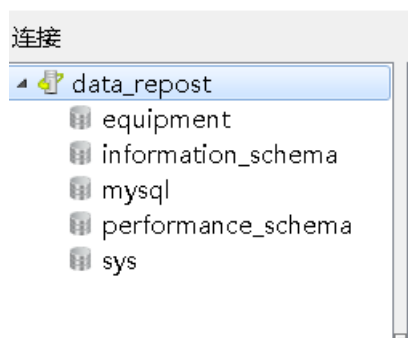 连接
data_repost
equipment
information_schema
mysql
performance_schema
sys